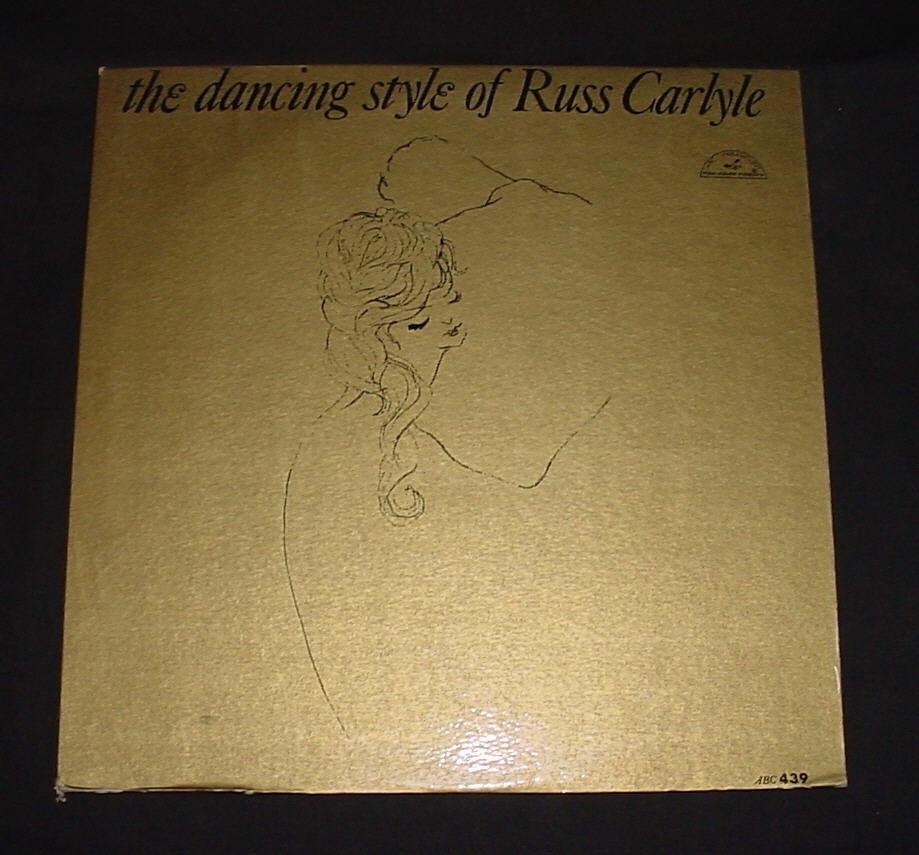 the dancing style of Russ Carlyle
ABC 439